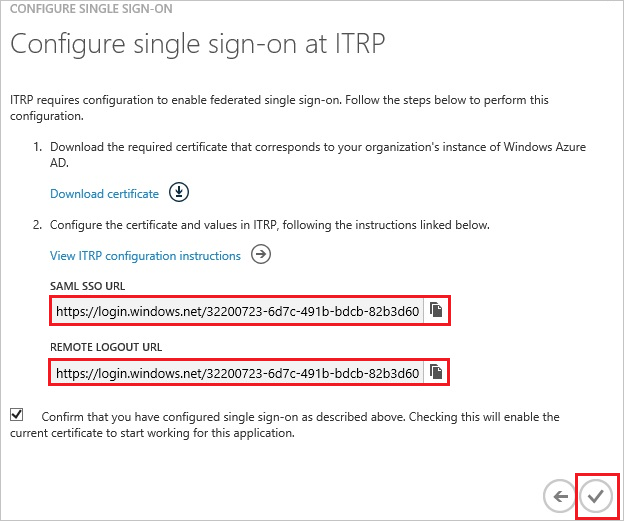 CONFIGURE SINGLE SIGN-ON
Configure single sign-on at ITRP
ITRP requires configuration to enable federated single sign-on. Follow the steps below to perform this
configuration.
1. Download the required certificate that corresponds to your organization's instance of Windows Azure
AD.
Download certificate
2. Configure the certificate and values in ITRP, following the instructions linked below.
View ITRP configuration instructions
SAML SSO URL
https://login.windows.net/32200723-6d7c-491b-bdcb-82b3d60
REMOTE LOGOUT URL
https://login.windows.net/32200723-6d7c-491b-bdcb-82b3d60
Confirm that you have configured single sign-on as described above. Checking this will enable the
current certificate to start working for this application.